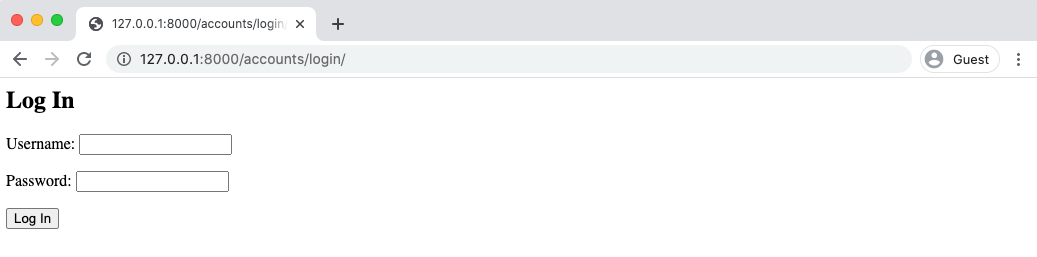 127.0.0.1:8000/accounts/login
127.0.0.1:8000/accounts/login/
Guest
Log In
Username:
Password:
Log In